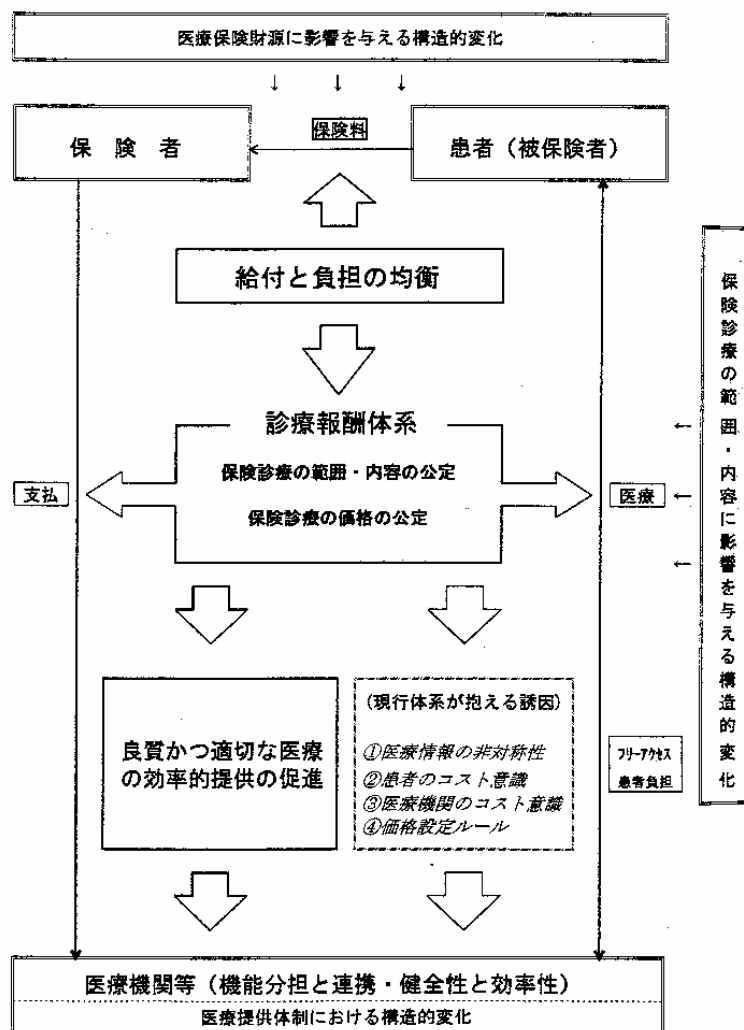 医療保険財源に影響を与える構造的変化
↓ ↓ ↓
保険者
保険料
患者（被保険者）
給付と負担の均衡
診療報酬体系
保険診療の範囲・内容の公定
保険診療の価格の公定
支払
医療
←
←
←
保険診療の範囲・内容に影響を与える構造的変化
良質かつ適切な医療
の効率的提供の促進
(現行体系が抱える誘因)
①医療情報の非対称性
②患者のコスト意識
③医療機関のコスト意識
④価格設定ルール
フリーアクセス
患者負担
医療機関等（機能分担と連携・健全性と効率性）
医療提供体制における構造的変化